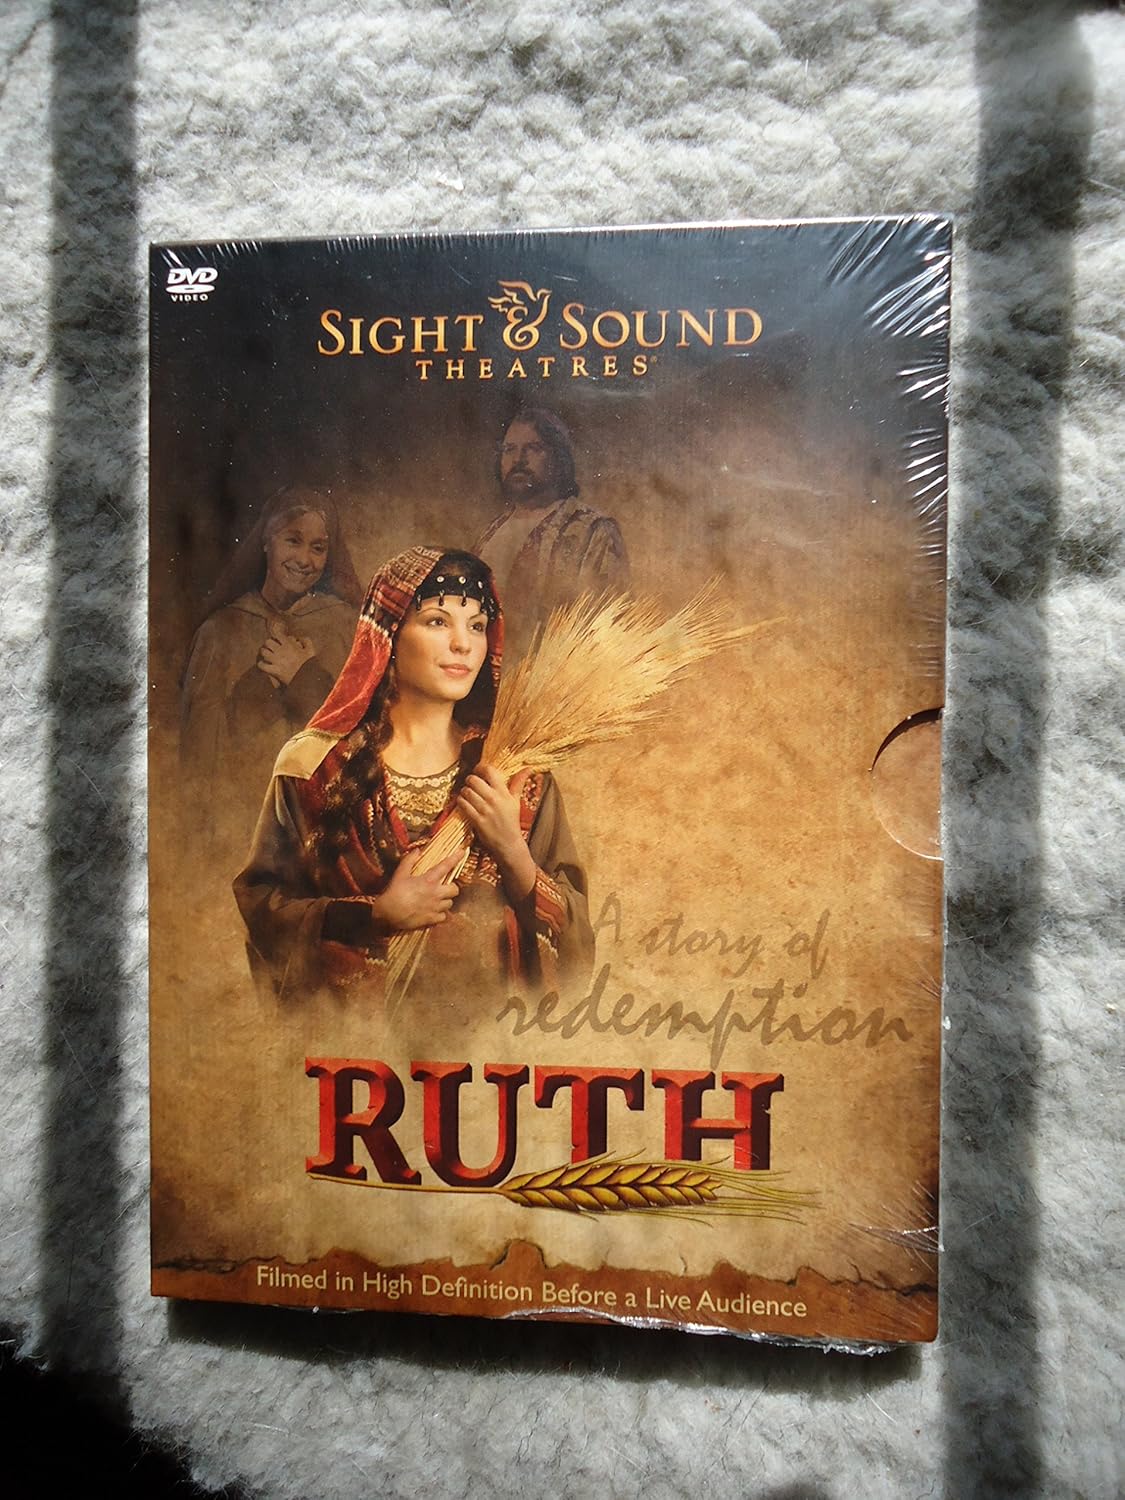 DVD
VIDEO
SIGHT & SOUND
THEATRES®
A story of
redemption
RUTH
Filmed in High Definition Before a Live Audience